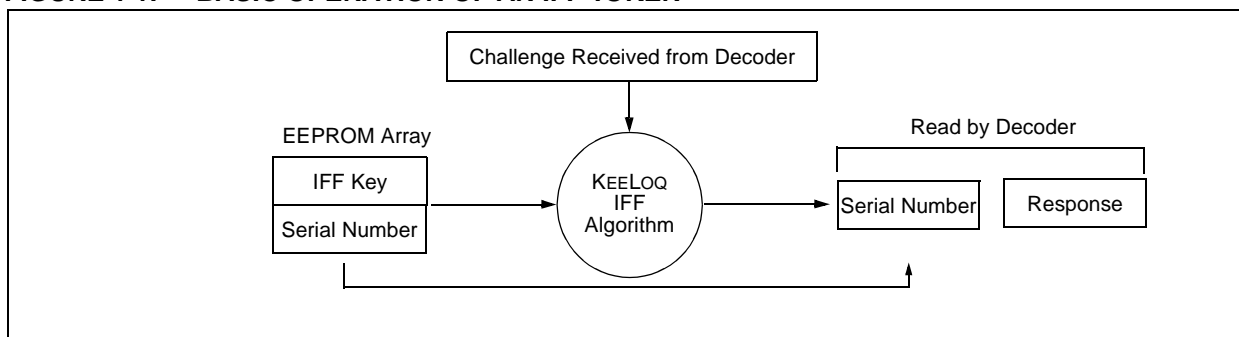 Challenge Received from Decoder
EEPROM Array
IFF Key
Serial Number
KEELOQ
IFF
Algorithm
Read by Decoder
Serial Number
Response